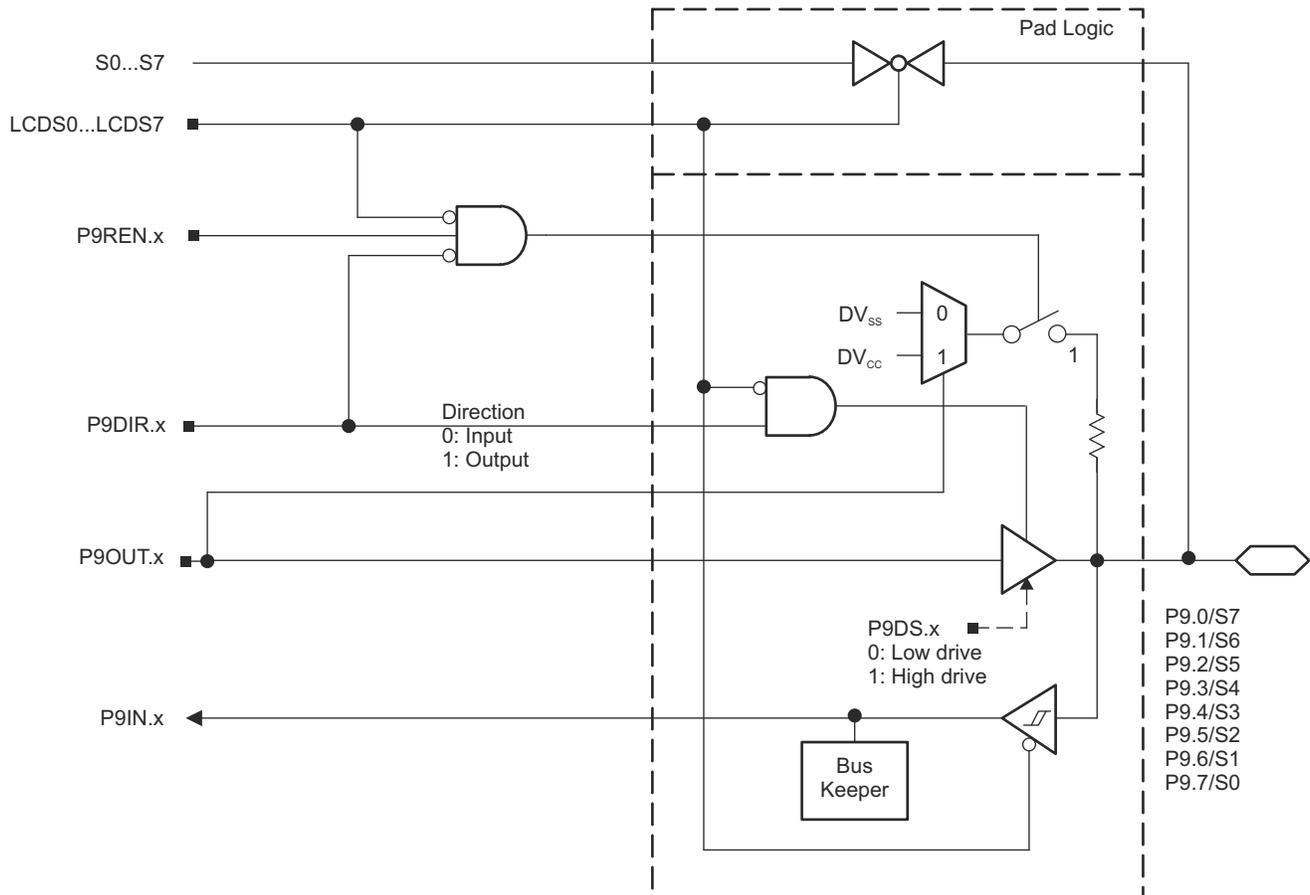 Pad Logic
S0...S7
LCDS0...LCDS7
P9REN.x
DVSS
0
DVCC
1
1
P9DIR.x
Direction
0: Input
1: Output
P9OUT.x
P9DS.x
0: Low drive
1: High drive
P9IN.x
Bus
Keeper
P9.0/S7
P9.1/S6
P9.2/S5
P9.3/S4
P9.4/S3
P9.5/S2
P9.6/S1
P9.7/S0